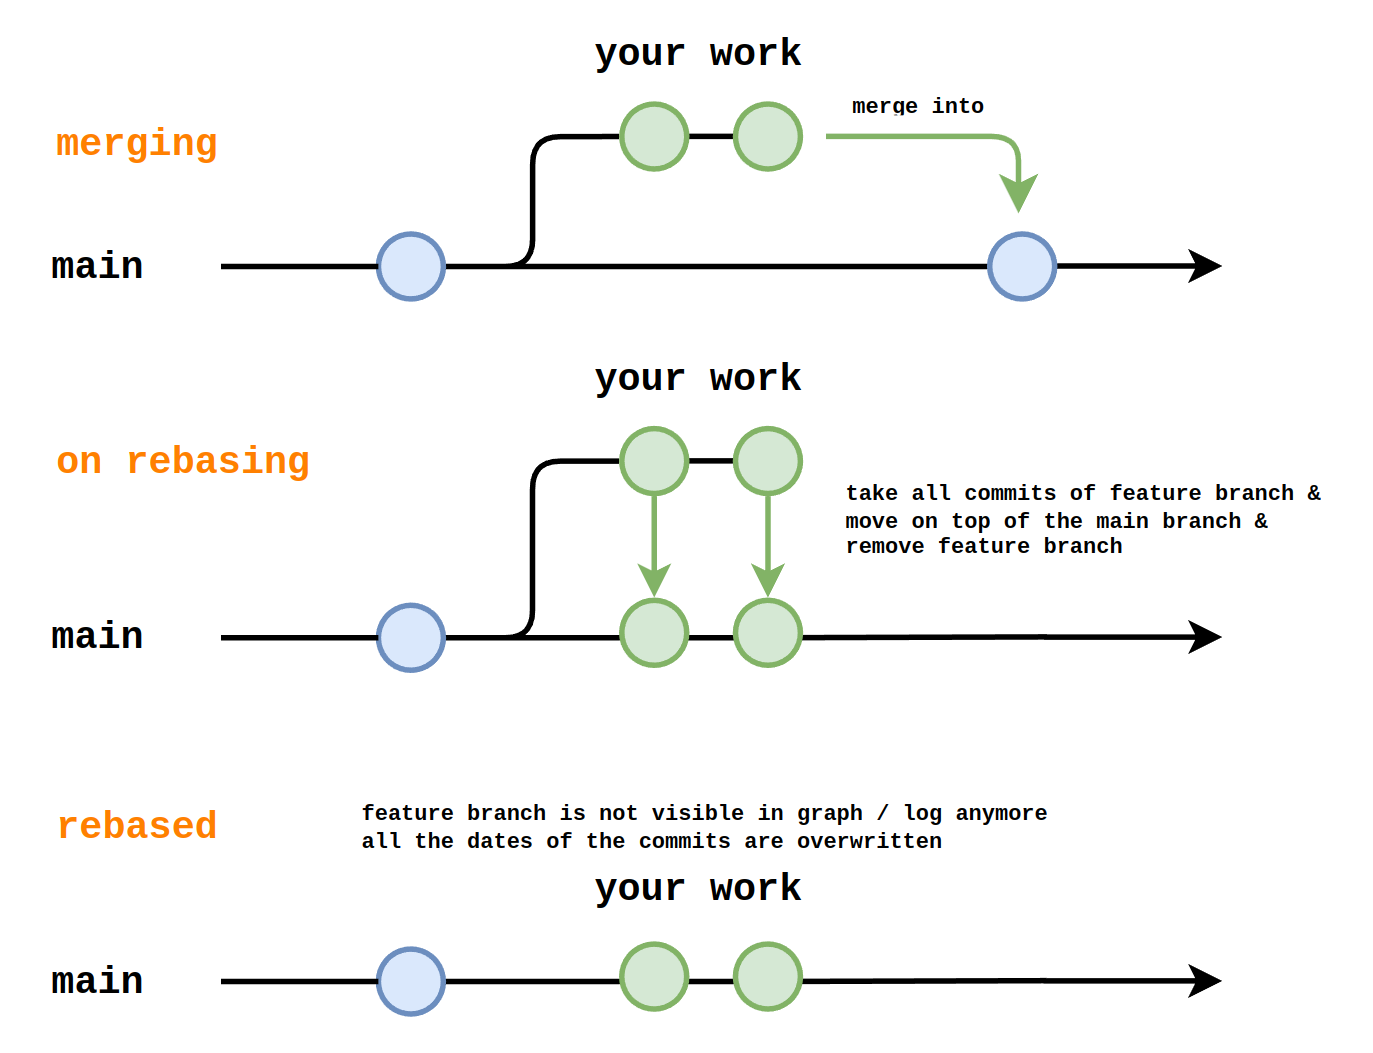 your work
merge into
merging
main
your work
on rebasing
take all commits of feature branch &
move on top of the main branch &
remove feature branch
main
rebased
feature branch is not visible in graph / log anymore
all the dates of the commits are overwritten
your work
main